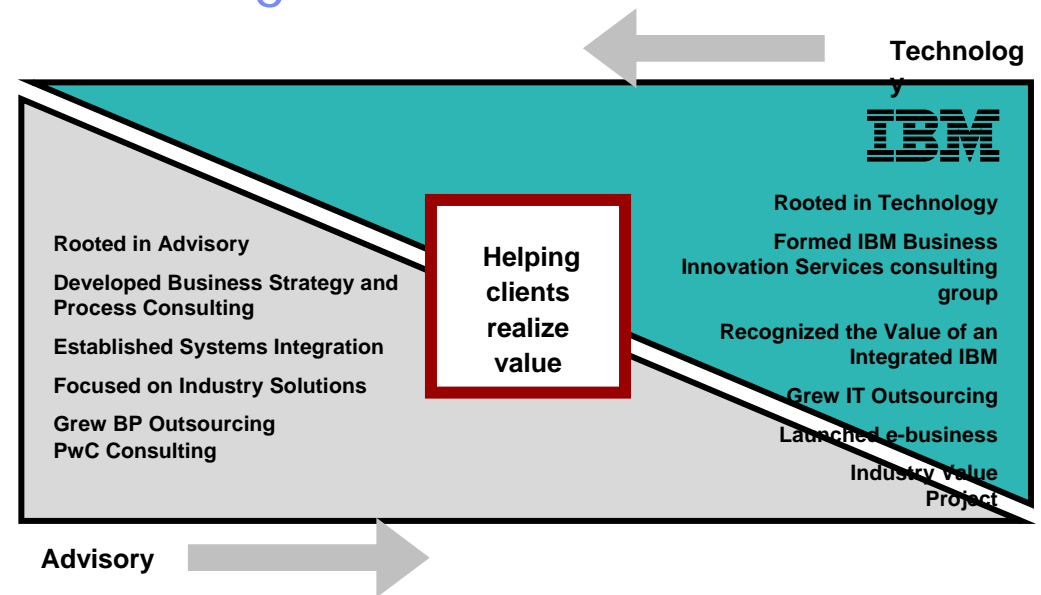 g
Technolog
y
IBM
Rooted in Technology
Formed IBM Business
Innovation Services consulting
group
Recognized the Value of an
Integrated IBM
Grew IT Outsourcing
Launched e-business
Industry Value
Project
Helping
clients
realize
value
Rooted in Advisory
Developed Business Strategy and
Process Consulting
Established Systems Integration
Focused on Industry Solutions
Grew BP Outsourcing
PwC Consulting
Advisory